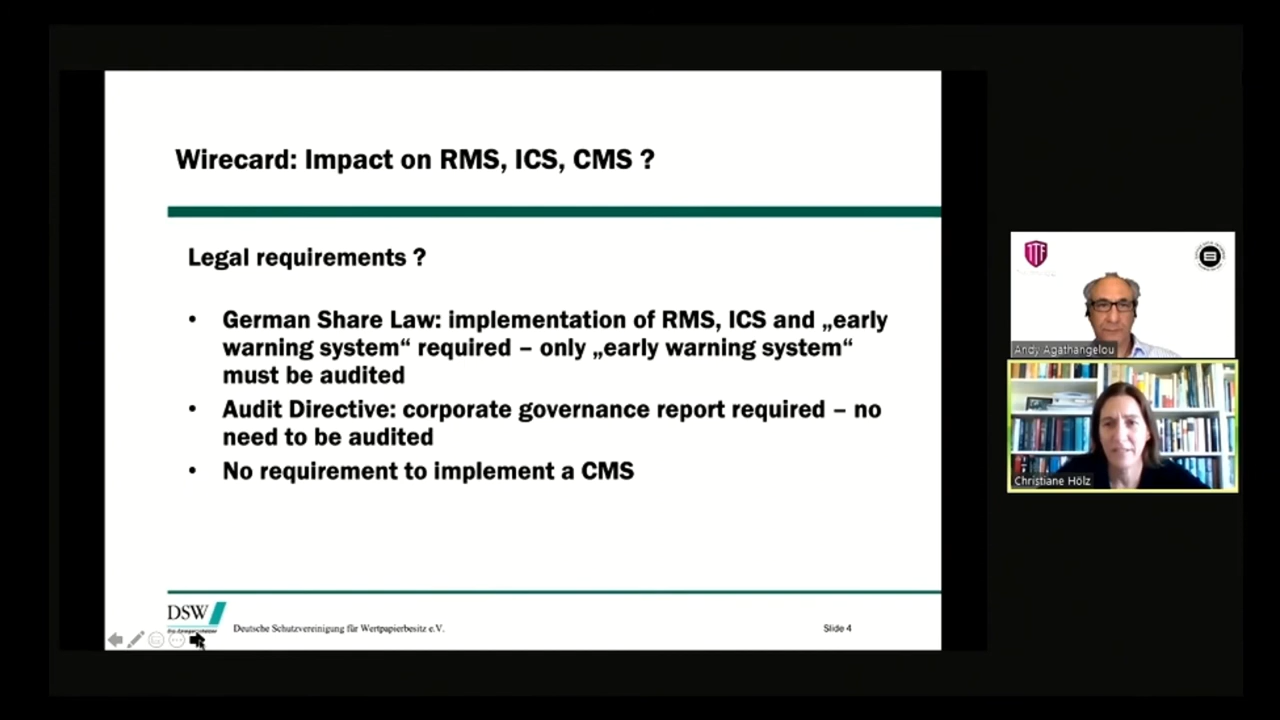 Wirecard: Impact on RMS, ICS, CMS ?
Legal requirements ?
• German Share Law: implementation of RMS, ICS and „early
warning system“ required – only „early warning system“
must be audited
• Audit Directive: corporate governance report required – no
need to be audited
• No requirement to implement a CMS
DSW
Deutsche Schutzvereinigung für Wertpapierbesitz e.V.
Slide 4
TTF
Andy Agathangelou
Christiane Hölz